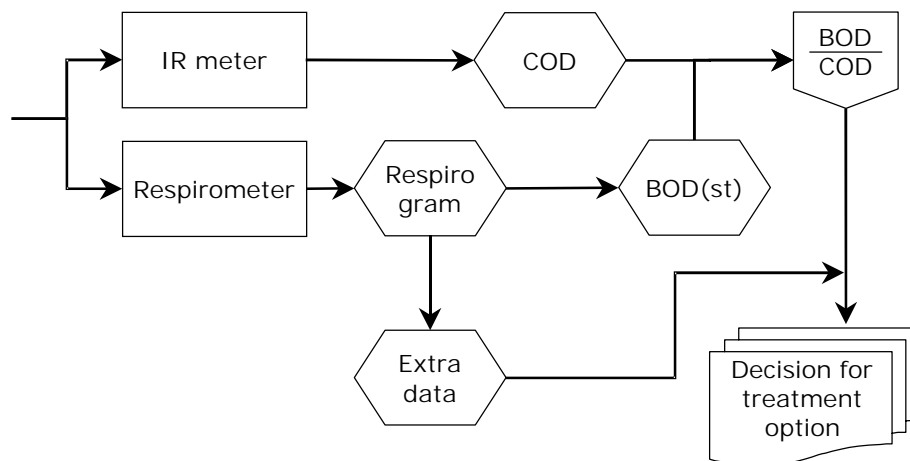 IR meter
COD
BOD
COD
Respirometer
Respiro
gram
BOD(st)
Extra
data
Decision for
treatment
option